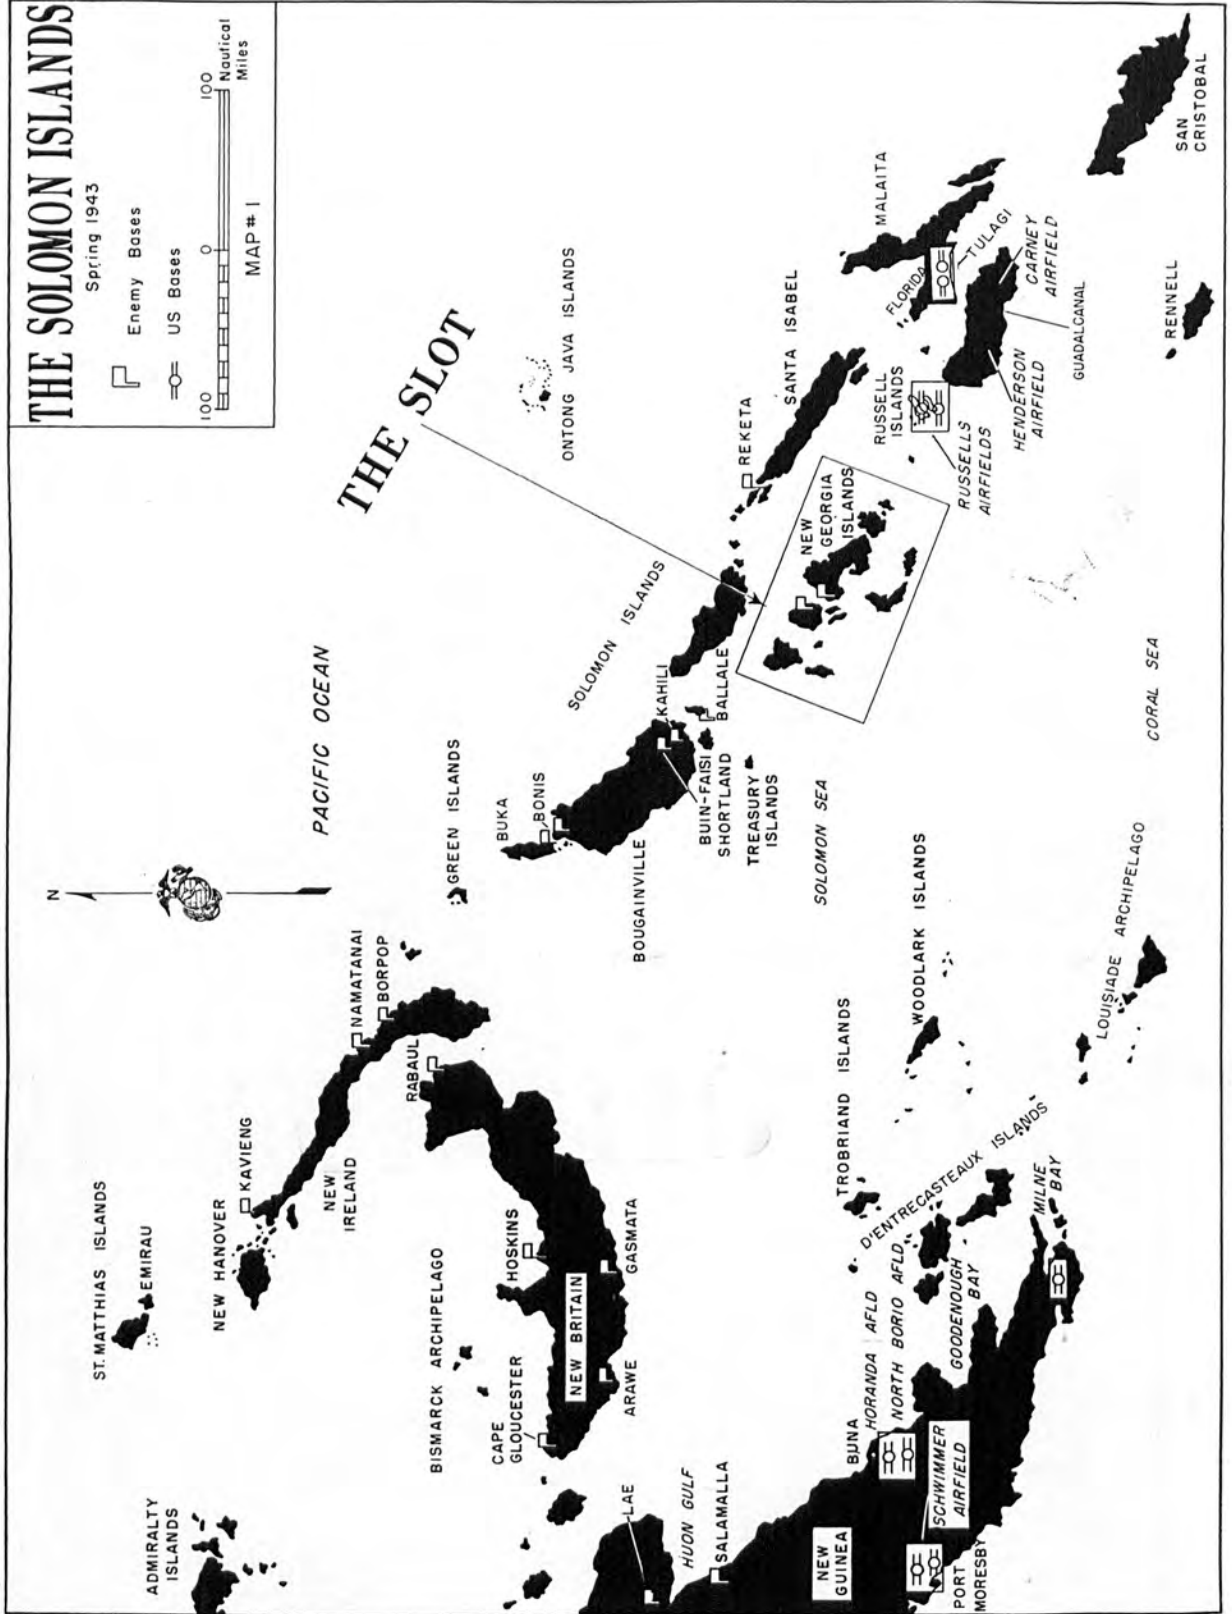 THE SOLOMON ISLANDS
Spring 1943
Enemy Bases
US Bases
100
0
100
Nautical
Miles
MAP # 1
N
ST. MATTHIAS ISLANDS
EMIRAU
ADMIRALTY
ISLANDS
NEW HANOVER
KAVIENG
NEW
IRELAND
NAMATANAI
BORPOP
RABAUL
PACIFIC OCEAN
THE SLOT
GREEN ISLANDS
ONTONG JAVA ISLANDS
BISMARCK ARCHIPELAGO
CAPE
GLOUCESTER
HOSKINS
NEW BRITAIN
ARAWE
GASMATA
BUKA
BONIS
BOUGAINVILLE
SOLOMON ISLANDS
KAHILI
BALLALE
BUIN-FAISI
SHORTLAND
TREASURY
ISLANDS
REKETA
SANTA ISABEL
MALAITA
NEW
GEORGIA
ISLANDS
RUSSELL
ISLANDS
FLORIDA
TULAGI
RUSSELLS
AIRFIELDS
HENDERSON
AIRFIELD
CARNEY
AIRFIELD
GUADALCANAL
SAN
CRISTOBAL
RENNELL
LAE
HUON GULF
SALAMALLA
SOLOMON SEA
NEW
GUINEA
BUNA
HORANDA AFLD
NORTH BORIO AFLD
TROBRIAND ISLANDS
WOODLARK ISLANDS
D'ENTRECASTEAUX ISLANDS
GOODENOUGH
BAY
SCHWIMMER
AIRFIELD
PORT
MORESBY
MILNE
BAY
LOUISIADE ARCHIPELAGO
CORAL SEA